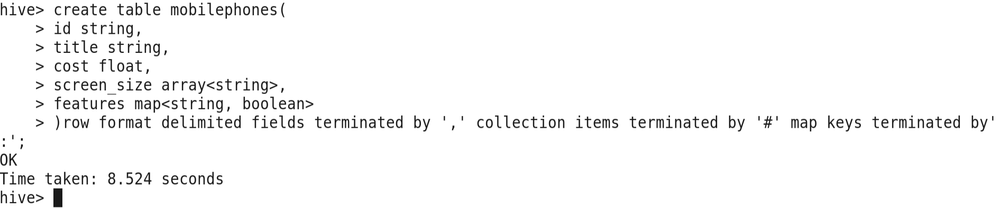 hive> create table mobilephones(
    > id string,
    > title string,
    > cost float,
    > screen_size array<string>,
    > features map<string, boolean>
    > )row format delimited fields terminated by ',' collection items terminated by '#' map keys terminated by'
:';
OK
Time taken: 8.524 seconds
hive>